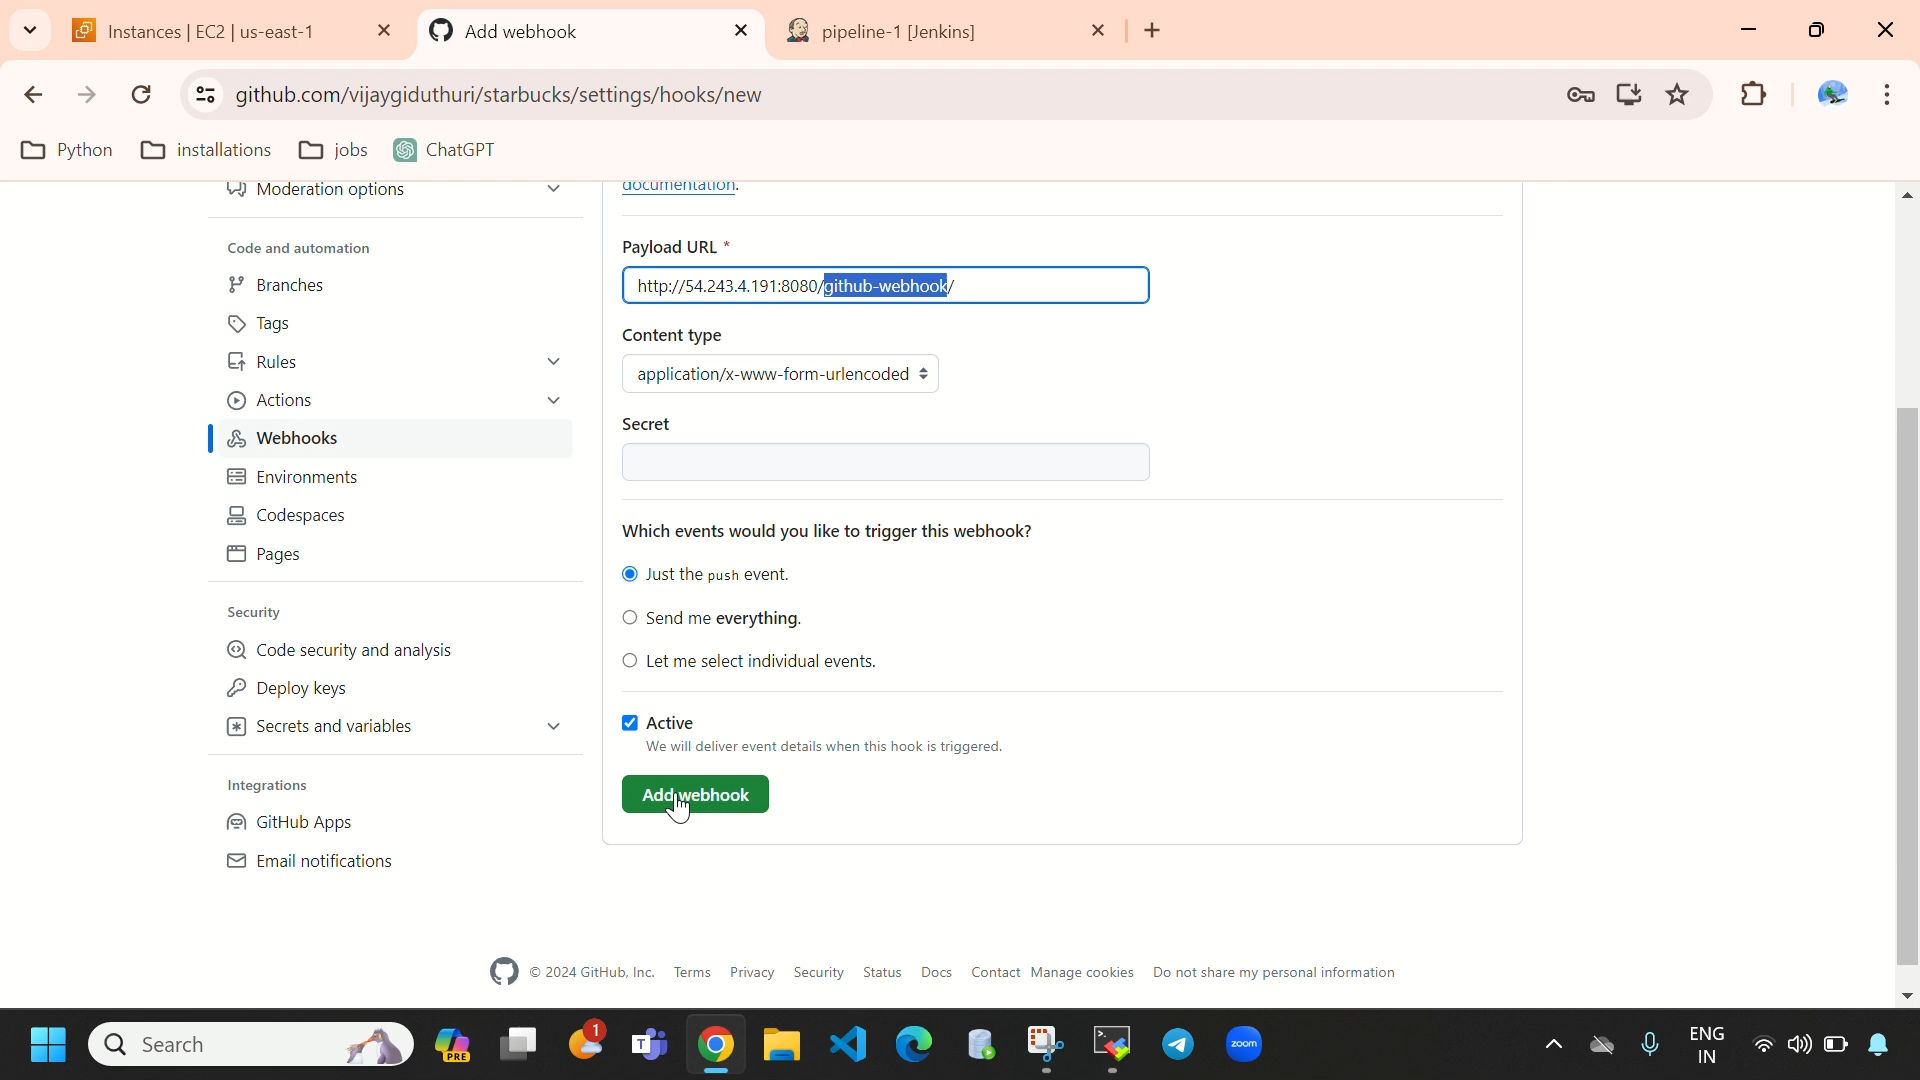 Instances | EC2 | us-east-1
Add webhook
pipeline-1 [Jenkins]
github.com/vijaygiduthuri/starbucks/settings/hooks/new
Python
installations
jobs
ChatGPT
Moderation options
Code and automation
Branches
Tags
Rules
Actions
Webhooks
Environments
Codespaces
Pages
Security
Code security and analysis
Deploy keys
Secrets and variables
Integrations
GitHub Apps
Email notifications
documentation.
Payload URL *
http://54.243.4.191:8080/github-webhook/
Content type
application/x-www-form-urlencoded
Secret
Which events would you like to trigger this webhook?
Just the push event.
Send me everything.
Let me select individual events.
Active
We will deliver event details when this hook is triggered.
Add webhook
© 2024 GitHub, Inc. Terms Privacy Security Status Docs Contact Manage cookies Do not share my personal information
Search
PRE
1
T
zoom
ENG
IN